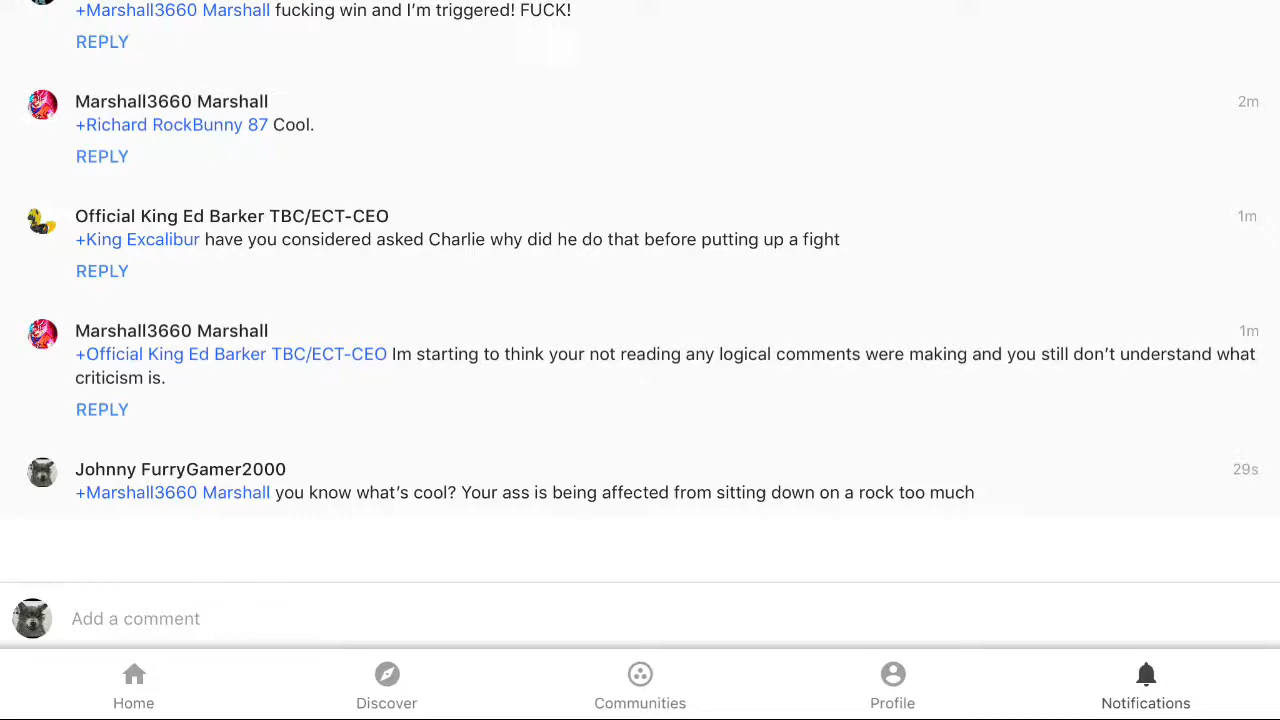 +Marshall3660 Marshall fucking win and I’m triggered! FUCK!
REPLY
Marshall3660 Marshall 2m
+Richard RockBunny 87 Cool.
REPLY
Official King Ed Barker TBC/ECT-CEO 1m
+King Excalibur have you considered asked Charlie why did he do that before putting up a fight
REPLY
Marshall3660 Marshall 1m
+Official King Ed Barker TBC/ECT-CEO Im starting to think your not reading any logical comments were making and you still don’t understand what
criticism is.
REPLY
Johnny FurryGamer2000 29s
+Marshall3660 Marshall you know what’s cool? Your ass is being affected from sitting down on a rock too much
Add a comment
Home Discover Communities Profile Notifications